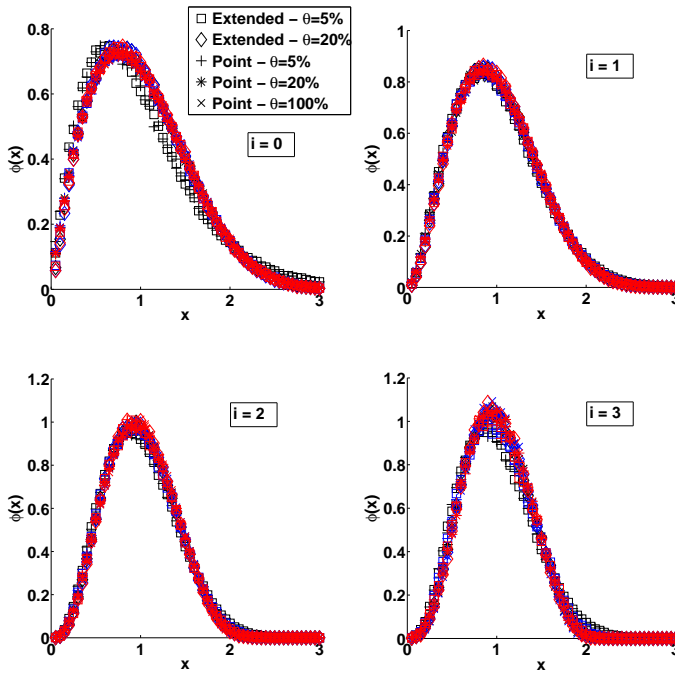 0.8
0.6
0.4
0.2
0
ϕ(x)
0
1
2
3
x
□ Extended − θ=5%
◇ Extended − θ=20%
+ Point − θ=5%
∗ Point − θ=20%
× Point − θ=100%
i = 0
1
0.8
0.6
0.4
0.2
0
ϕ(x)
0
1
2
3
x
i = 1
1.2
1
0.8
0.6
0.4
0.2
0
ϕ(x)
0
1
2
3
x
i = 2
1.2
1
0.8
0.6
0.4
0.2
0
ϕ(x)
0
1
2
3
x
i = 3